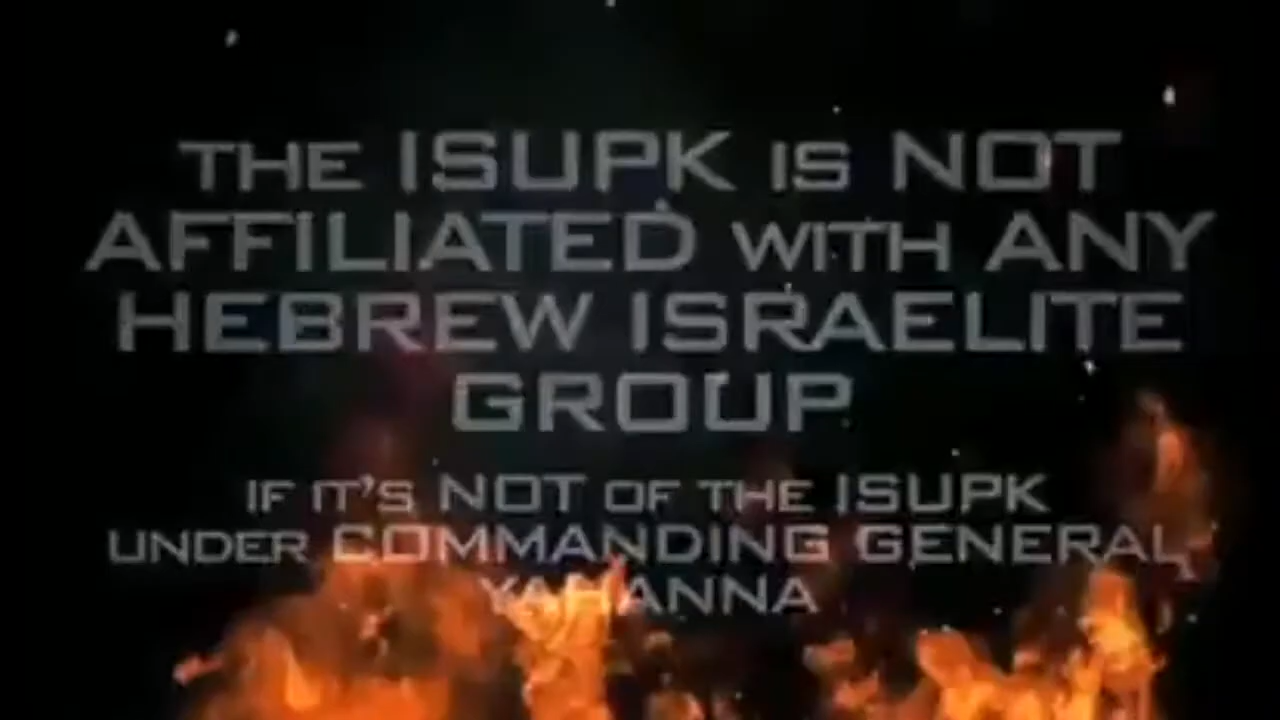 THE ISUPK IS NOT
AFFILIATED WITH ANY
HEBREW ISRAELITE
GROUP
IF IT'S NOT OF THE ISUPK
UNDER COMMANDING GENERAL
YAHANNA